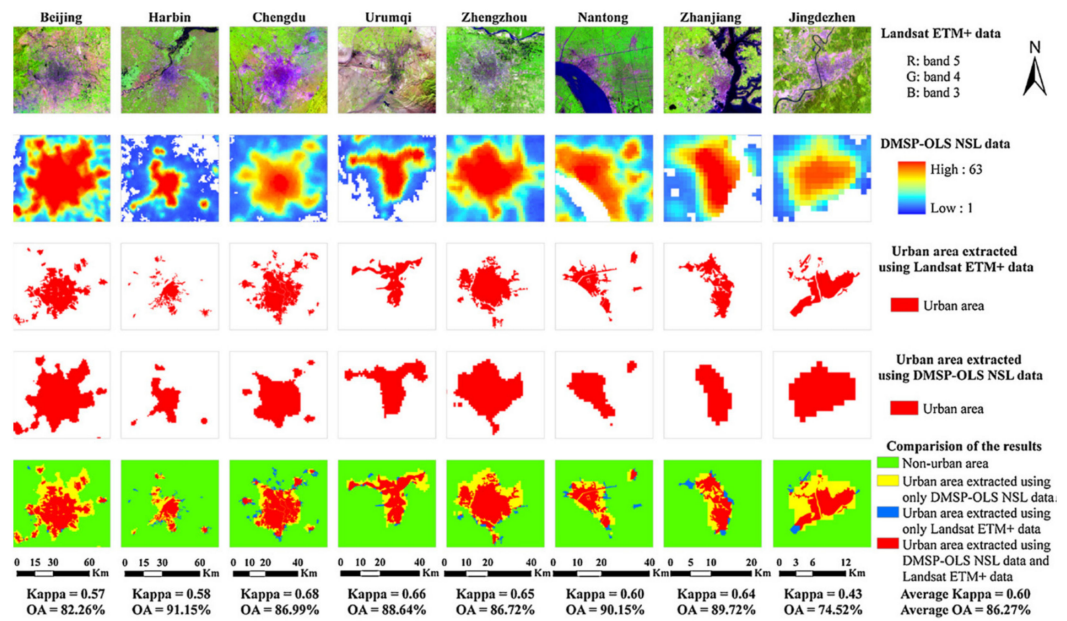 Beijing Harbin Chengdu Urumqi Zhengzhou Nantong Zhanjiang Jingdezhen
Landsat ETM+ data
R: band 5
G: band 4
B: band 3
N
DMSP-OLS NSL data
High : 63
Low : 1
Urban area extracted
using Landsat ETM+ data
Urban area
Urban area extracted
using DMSP-OLS NSL data
Urban area
Comparision of the results
Non-urban area
Urban area extracted using
only DMSP-OLS NSL data
Urban area extracted using
only Landsat ETM+ data
Urban area extracted using
DMSP-OLS NSL data and
Landsat ETM+ data
0 15 30 60 0 15 30 60 0 15 30 60 0 10 20 40 0 10 20 40 0 10 20 40 0 5 10 20 0 3 6 12
Km Km Km Km Km Km Km Km
Kappa = 0.57 Kappa = 0.58 Kappa = 0.68 Kappa = 0.66 Kappa = 0.65 Kappa = 0.60 Kappa = 0.64 Kappa = 0.43 Average Kappa = 0.60
OA = 82.26% OA = 91.15% OA = 86.99% OA = 88.64% OA = 86.72% OA = 90.15% OA = 89.72% OA = 74.52% Average OA = 86.27%